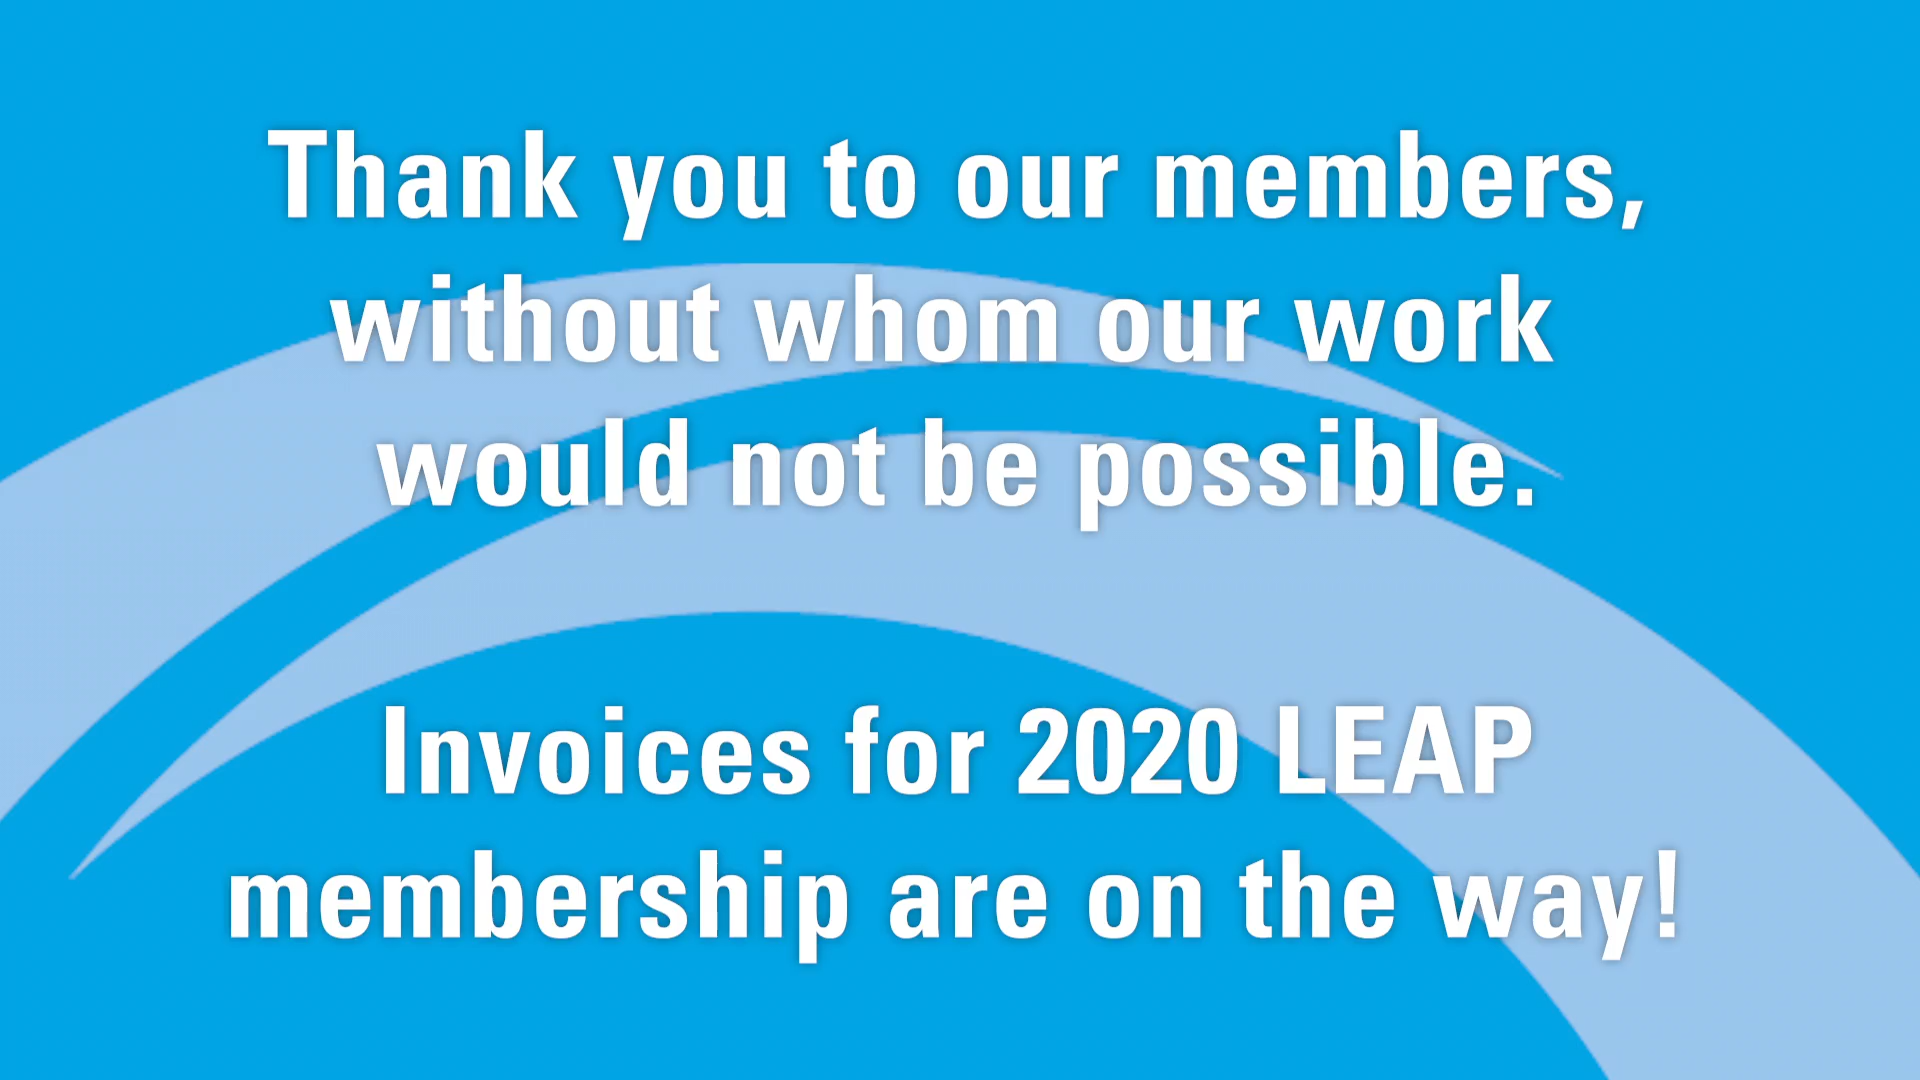 Thank you to our members,
without whom our work
would not be possible.
Invoices for 2020 LEAP
membership are on the way!